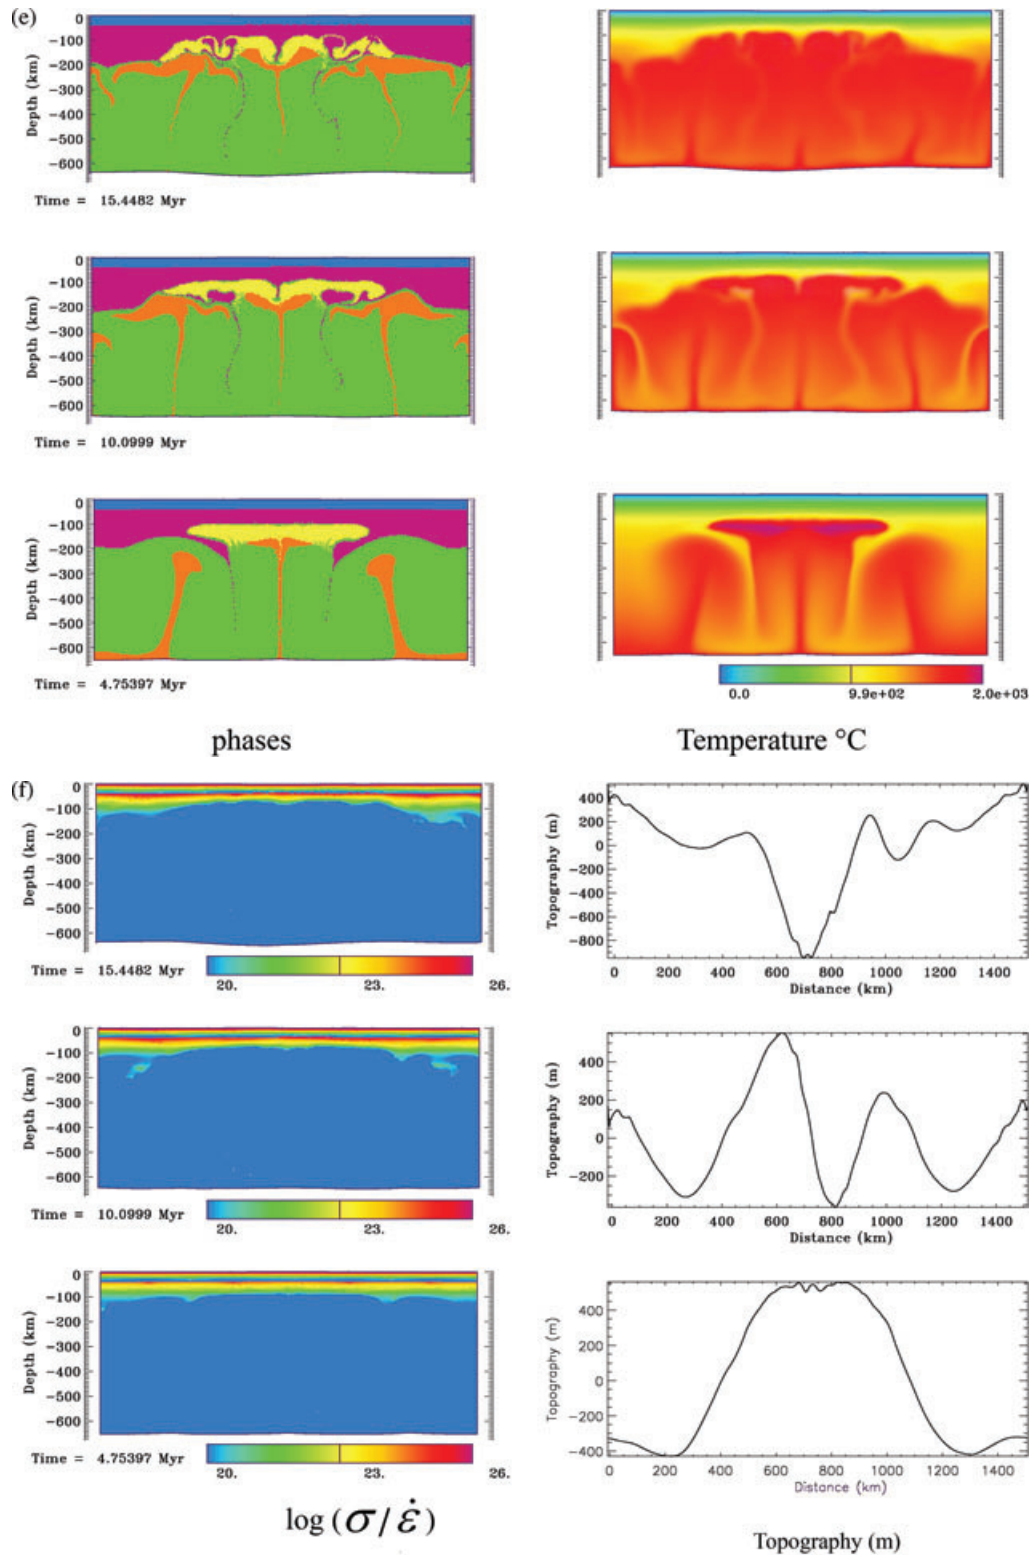 (e)
0
−100
−200
−300
−400
−500
−600
Depth (km)
Time = 15.4482 Myr
0
−100
−200
−300
−400
−500
−600
Depth (km)
Time = 10.0999 Myr
0
−100
−200
−300
−400
−500
−600
Depth (km)
Time = 4.75397 Myr
0.0 9.9e+02 2.0e+03
phases Temperature °C
(f)
0
−100
−200
−300
−400
−500
−600
Depth (km)
Time = 15.4482 Myr
20. 23. 26.
400
200
0
−200
−400
−600
−800
Topography (m)
0 200 400 600 800 1000 1200 1400
Distance (km)
0
−100
−200
−300
−400
−500
−600
Depth (km)
Time = 10.0999 Myr
20. 23. 26.
400
200
0
−200
Topography (m)
0 200 400 600 800 1000 1200 1400
Distance (km)
0
−100
−200
−300
−400
−500
−600
Depth (km)
Time = 4.75397 Myr
20. 23. 26.
400
200
0
−200
−400
Topography (m)
0 200 400 600 800 1000 1200 1400
Distance (km)
log (σ/ε̇)
Topography (m)